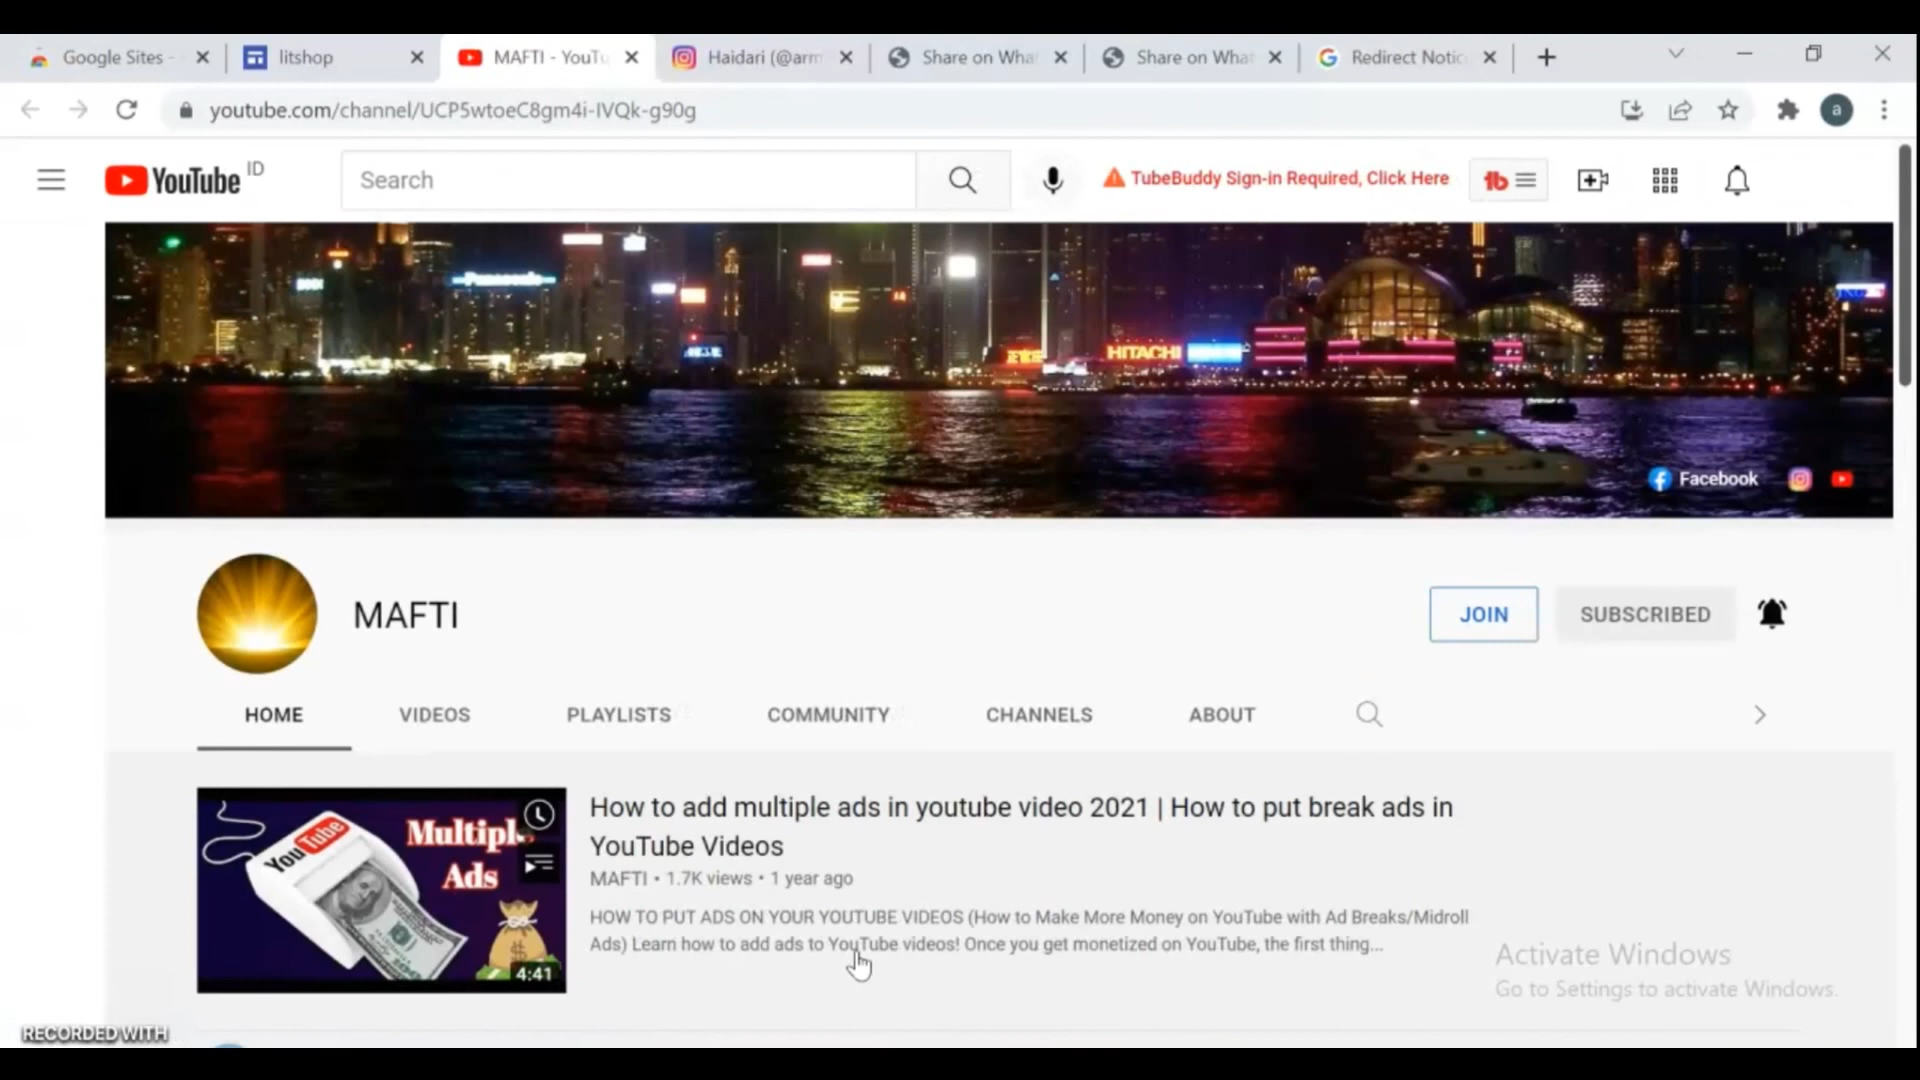 Google Sites -
litshop
MAFTI - YouTu
Haidari (@arm
Share on What
Share on What
Redirect Notic
youtube.com/channel/UCP5wtoeC8gm4i-IVQk-g90g
a
YouTube ID
Search
TubeBuddy Sign-in Required, Click Here
tb
Panasonic
HITACHI
Facebook
MAFTI
JOIN
SUBSCRIBED
HOME
VIDEOS
PLAYLISTS
COMMUNITY
CHANNELS
ABOUT
YouTube
Multiple
Ads
4:41
How to add multiple ads in youtube video 2021 | How to put break ads in
YouTube Videos
MAFTI • 1.7K views • 1 year ago
HOW TO PUT ADS ON YOUR YOUTUBE VIDEOS (How to Make More Money on YouTube with Ad Breaks/Midroll
Ads) Learn how to add ads to YouTube videos! Once you get monetized on YouTube, the first thing...
Activate Windows
Go to Settings to activate Windows.
RECORDED WITH